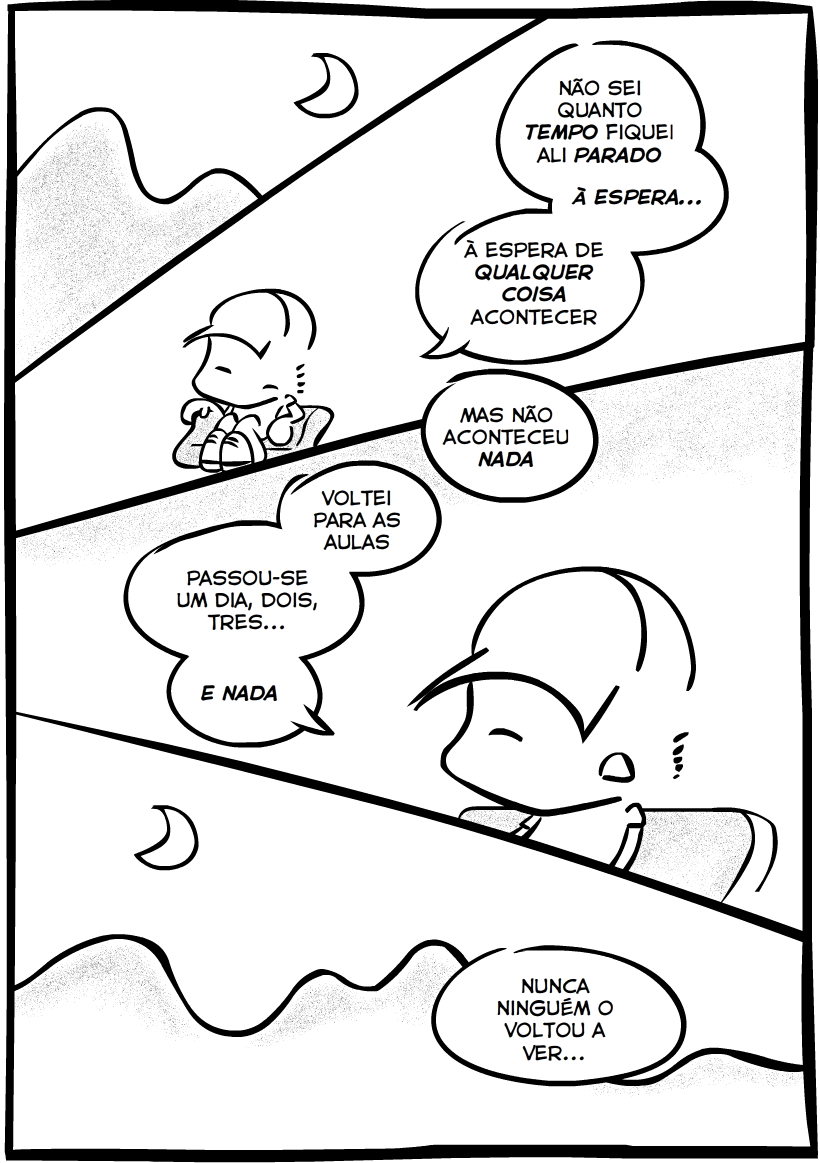 NÃO SEI
QUANTO
TEMPO FIQUEI
ALI PARADO
À ESPERA...
À ESPERA DE
QUALQUER
COISA
ACONTECER
MAS NÃO
ACONTECEU
NADA
VOLTEI
PARA AS
AULAS
PASSOU-SE
UM DIA, DOIS,
TRES...
E NADA
NUNCA
NINGUÉM O
VOLTOU A
VER...